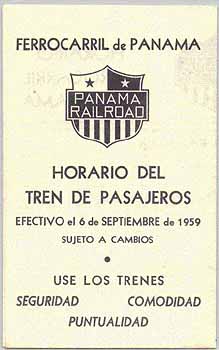 FERROCARRIL de PANAMA
PANAMA
RAILROAD
HORARIO DEL
TREN DE PASAJEROS
EFECTIVO el 6 de SEPTIEMBRE de 1959
SUJETO A CAMBIOS
USE LOS TRENES
SEGURIDAD COMODIDAD
PUNTUALIDAD